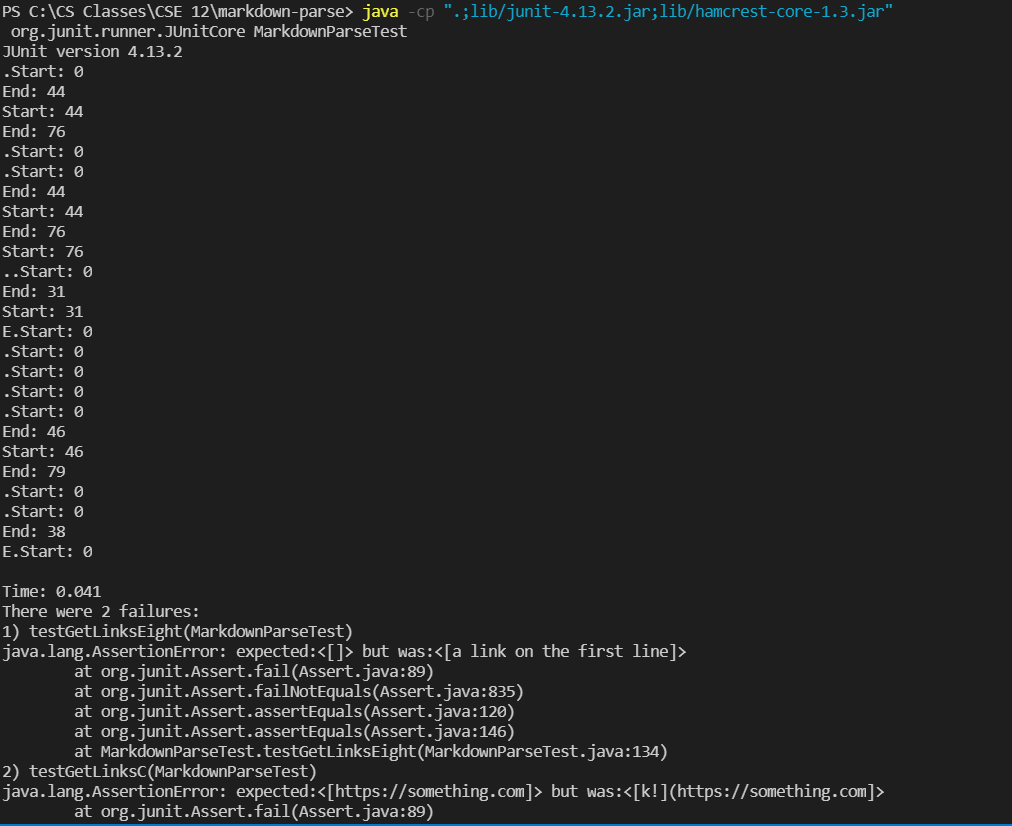 PS C:\CS Classes\CSE 12\markdown-parse> java -cp ".;lib/junit-4.13.2.jar;lib/hamcrest-core-1.3.jar"
 org.junit.runner.JUnitCore MarkdownParseTest
JUnit version 4.13.2
.Start: 0
End: 44
Start: 44
End: 76
.Start: 0
.Start: 0
End: 44
Start: 44
End: 76
Start: 76
..Start: 0
End: 31
Start: 31
E.Start: 0
.Start: 0
.Start: 0
.Start: 0
.Start: 0
End: 46
Start: 46
End: 79
.Start: 0
.Start: 0
End: 38
E.Start: 0

Time: 0.041
There were 2 failures:
1) testGetLinksEight(MarkdownParseTest)
java.lang.AssertionError: expected:<[]> but was:<[a link on the first line]>
        at org.junit.Assert.fail(Assert.java:89)
        at org.junit.Assert.failNotEquals(Assert.java:835)
        at org.junit.Assert.assertEquals(Assert.java:120)
        at org.junit.Assert.assertEquals(Assert.java:146)
        at MarkdownParseTest.testGetLinksEight(MarkdownParseTest.java:134)
2) testGetLinksC(MarkdownParseTest)
java.lang.AssertionError: expected:<[https://something.com]> but was:<[k!](https://something.com]>
        at org.junit.Assert.fail(Assert.java:89)